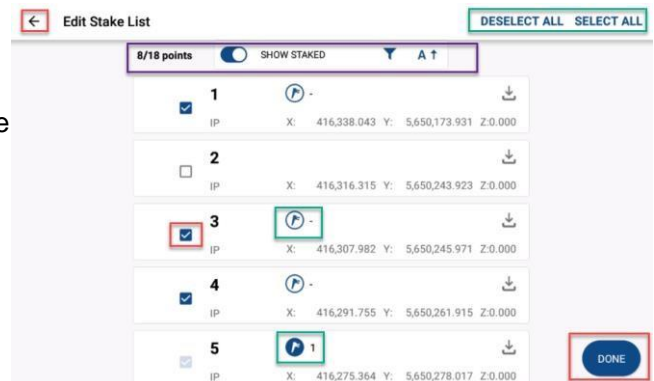 Edit Stake List
DESELECT ALL SELECT ALL
8/18 points SHOW STAKED A↑
1 -
IP X: 416,338.043 Y: 5,650,173.931 Z:0.000
2
IP X: 416,316.315 Y: 5,650,243.923 Z:0.000
3 -
IP X: 416,307.982 Y: 5,650,245.971 Z:0.000
4 -
IP X: 416,291.755 Y: 5,650,261.915 Z:0.000
5 1
IP X: 416,275.364 Y: 5,650,278.017 Z:0.000
DONE